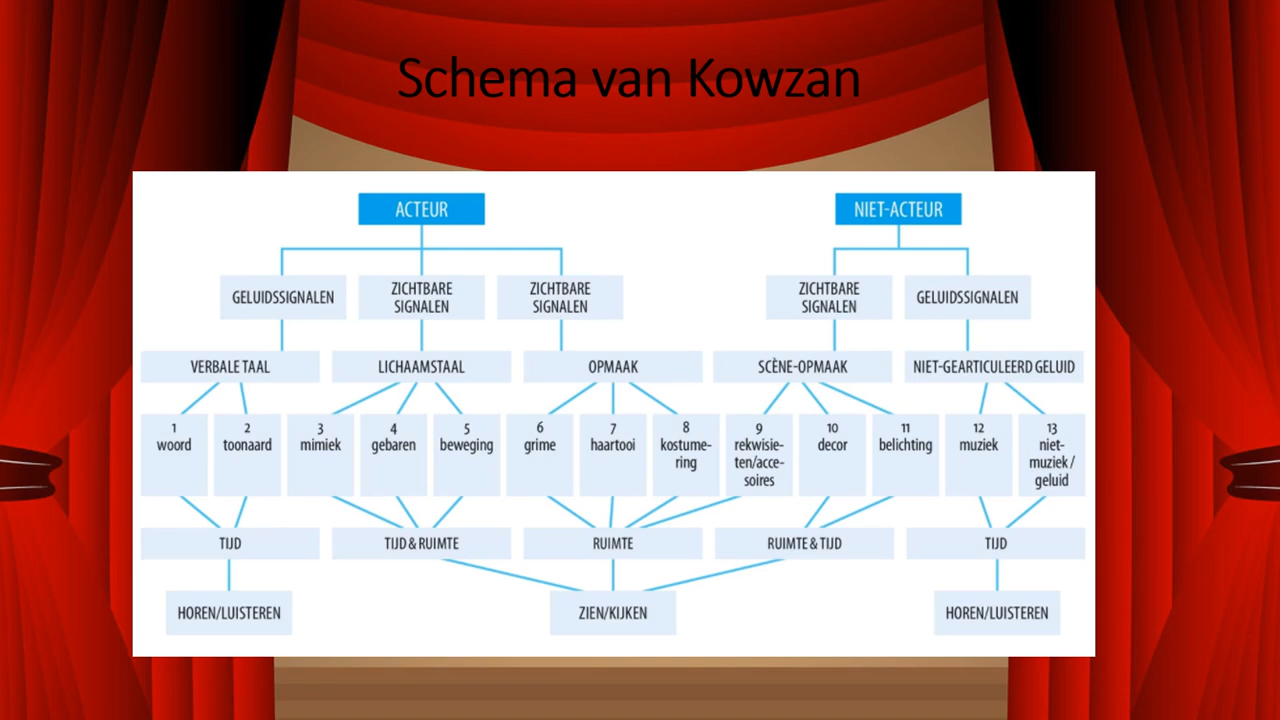 Schema van Kowzan
ACTEUR
NIET-ACTEUR
GELUIDSSIGNALEN
ZICHTBARE
SIGNALEN
ZICHTBARE
SIGNALEN
ZICHTBARE
SIGNALEN
GELUIDSSIGNALEN
VERBALE TAAL
LICHAAMSTAAL
OPMAAK
SCÈNE-OPMAAK
NIET-GEARTICULEERD GELUID
1
woord
2
toonaard
3
mimiek
4
gebaren
5
beweging
6
grime
7
haartooi
8
kostume-
ring
9
rekwisie-
ten/acce-
soires
10
decor
11
belichting
12
muziek
13
niet-
muziek /
geluid
TIJD
TIJD & RUIMTE
RUIMTE
RUIMTE & TIJD
TIJD
HOREN/LUISTEREN
ZIEN/KIJKEN
HOREN/LUISTEREN